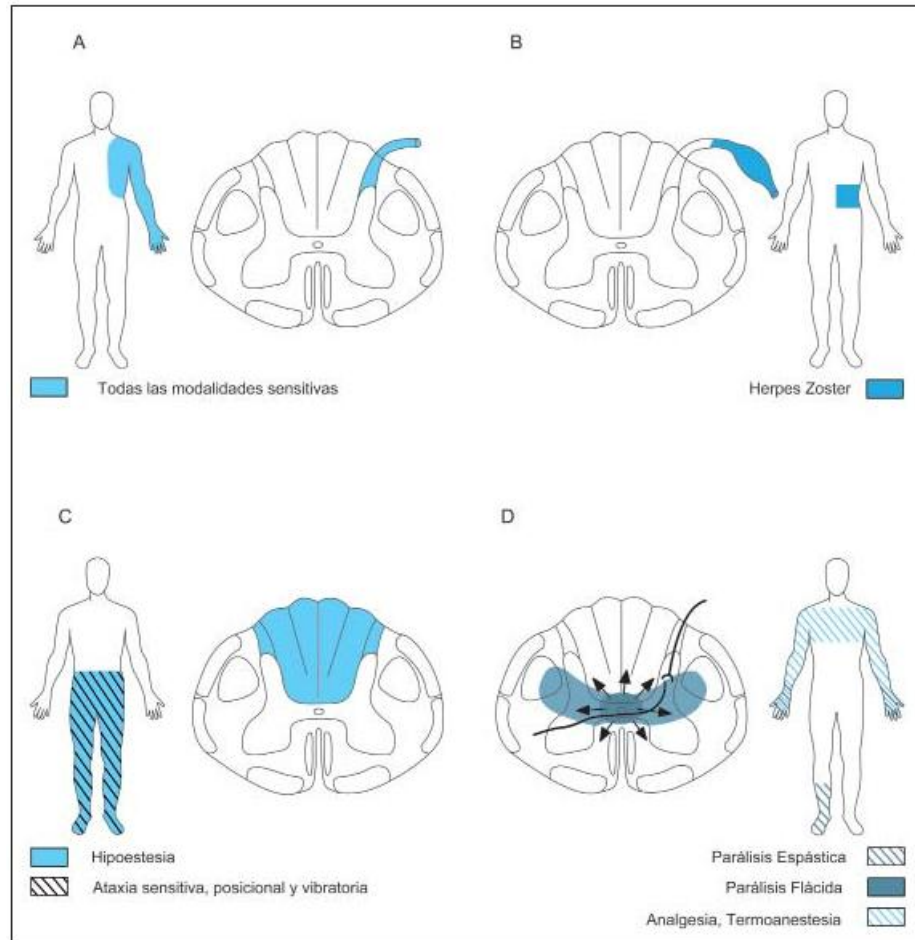 A
B
Todas las modalidades sensitivas
Herpes Zoster
C
D
Hipoestesia
Ataxia sensitiva, posicional y vibratoria
Parálisis Espástica
Parálisis Flácida
Analgesia, Termoanestesia